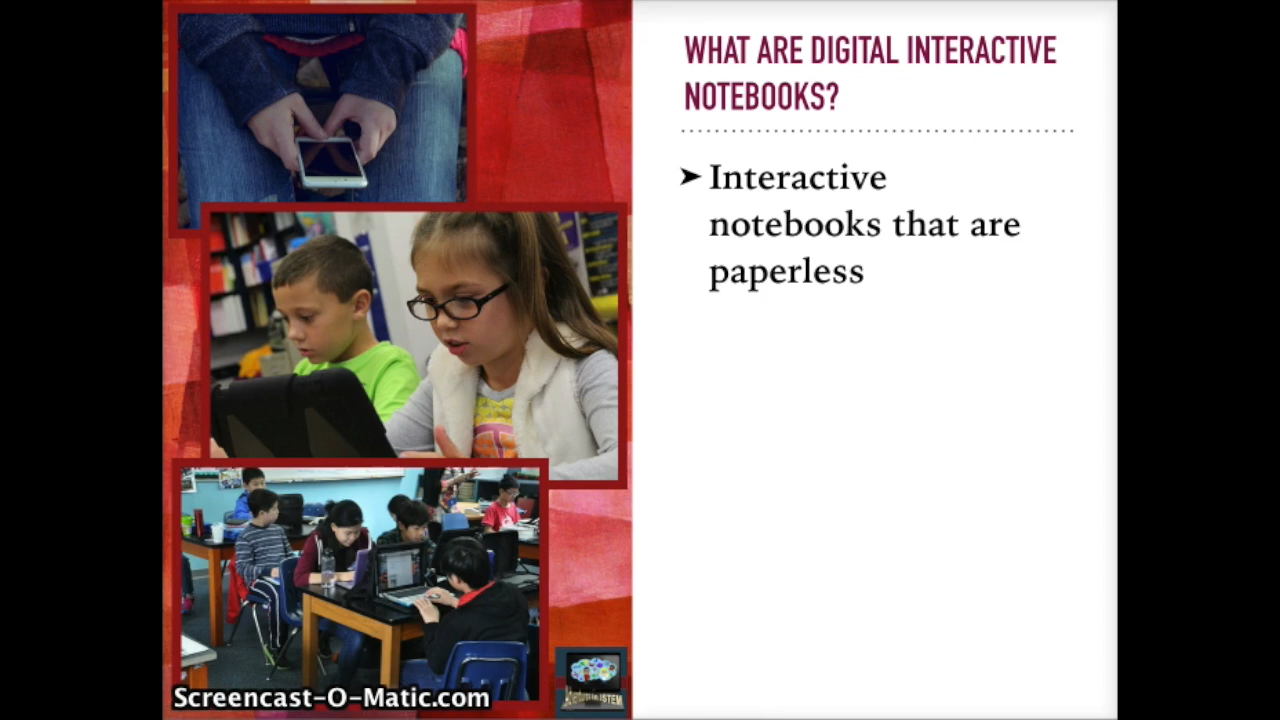 WHAT ARE DIGITAL INTERACTIVE
NOTEBOOKS?
➤ Interactive
notebooks that are
paperless
Screencast-O-Matic.com